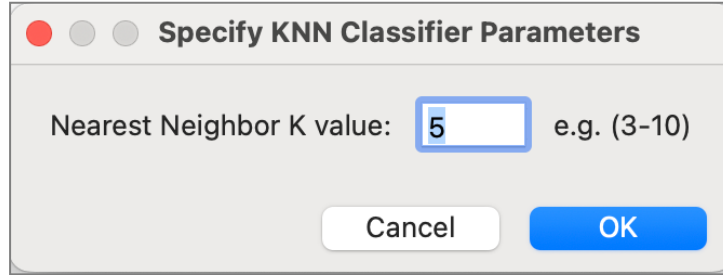 Specify KNN Classifier Parameters
Nearest Neighbor K value: 5 e.g. (3-10)
Cancel OK